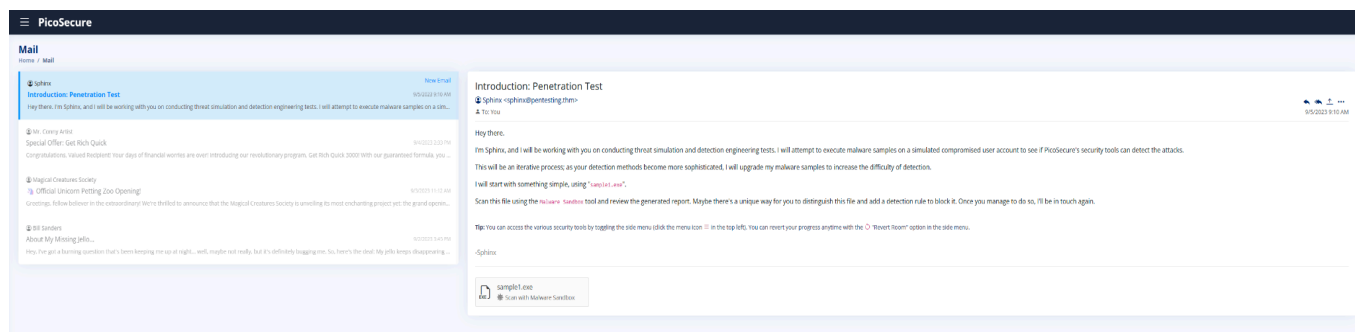 PicoSecure
Mail
Home / Mail
Sphinx
New Email
Introduction: Penetration Test
9/5/2023 9:10 AM
Hey there. I'm Sphinx, and I will be working with you on conducting threat simulation and detection engineering tests. I will attempt to execute malware samples on a sim...
Mr. Conny Artist
Special Offer: Get Rich Quick
Congratulations, Valued Recipient! Your days of financial worries are over! Introducing our revolutionary program, Get Rich Quick 3000! With our guaranteed formula, you ...
Magical Creatures Society
Official Unicorn Petting Zoo Opening!
Greetings, fellow believer in the extraordinary! We're thrilled to announce that the Magical Creatures Society is unveiling its most enchanting project yet: the grand openin...
Bill Sanders
About My Missing Jello...
Hey, I've got a burning question that's been keeping me up at night... well, maybe not really, but it's definitely bugging me. So, here's the deal: My jello keeps disappearing ...
Introduction: Penetration Test
Sphinx <sphinx@pentesting.thm>
To: You
9/5/2023 9:10 AM
Hey there.
I'm Sphinx, and I will be working with you on conducting threat simulation and detection engineering tests. I will attempt to execute malware samples on a simulated compromised user account to see if PicoSecure's security tools can detect the attacks.
This will be an iterative process; as your detection methods become more sophisticated, I will upgrade my malware samples to increase the difficulty of detection.
I will start with something simple, using "sample1.exe".
Scan this file using the Malware Sandbox tool and review the generated report. Maybe there's a unique way for you to distinguish this file and add a detection rule to block it. Once you manage to do so, I'll be in touch again.
Tip: You can access the various security tools by toggling the side menu (click the menu icon ☰ in the top left). You can revert your progress anytime with the "Revert Room" option in the side menu.
-Sphinx
sample1.exe
EXE
Scan with Malware Sandbox